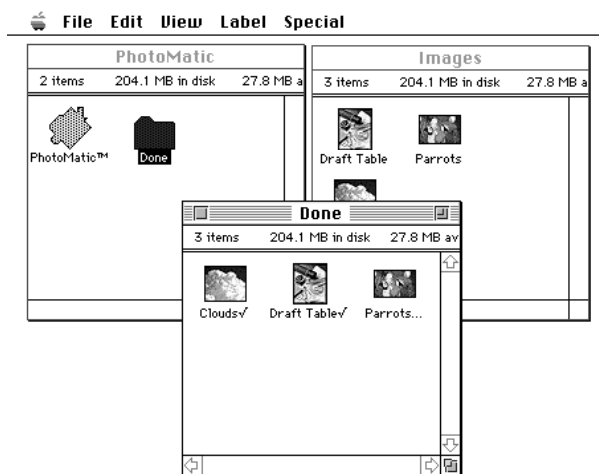 File Edit View Label Special
PhotoMatic
2 items 204.1 MB in disk 27.8 MB a
PhotoMatic™ Done
Images
3 items 204.1 MB in disk 27.8 MB a
Draft Table Parrots
Done
3 items 204.1 MB in disk 27.8 MB av
Clouds√ Draft Table√ Parrots...